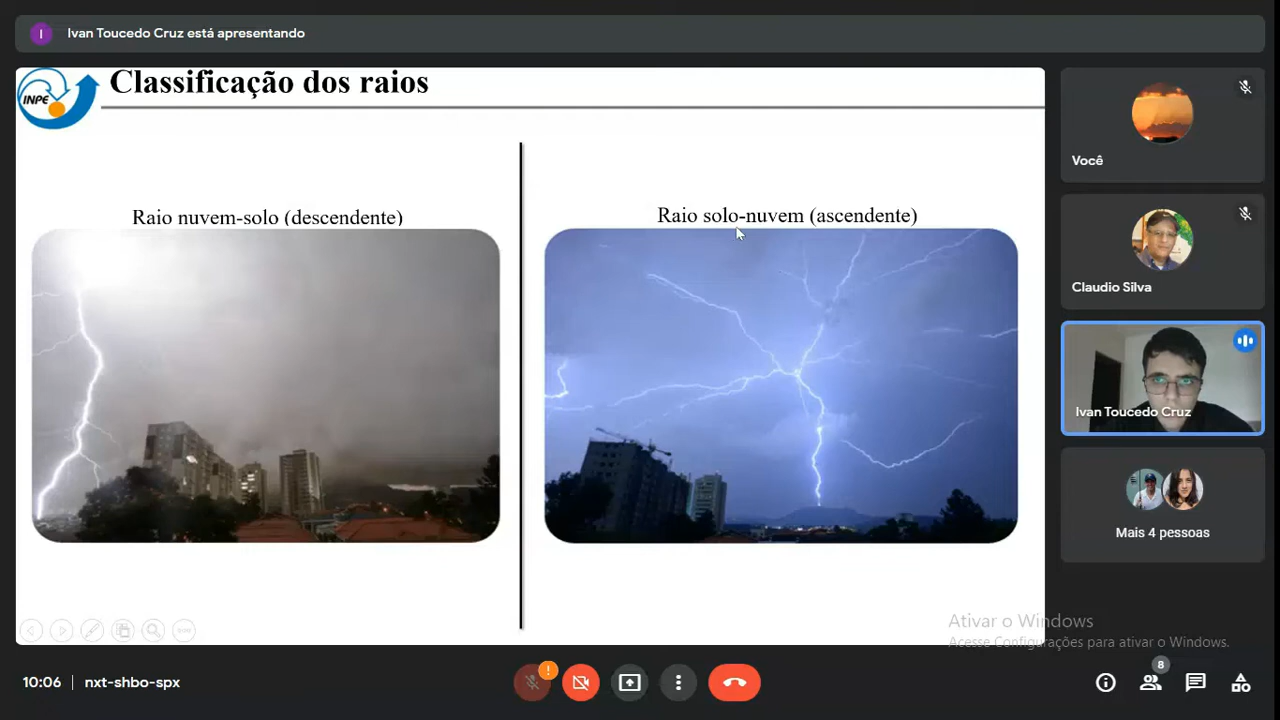 I
Ivan Toucedo Cruz está apresentando
INPE
Classificação dos raios
Raio nuvem-solo (descendente)
Raio solo-nuvem (ascendente)
Você
Claudio Silva
Ivan Toucedo Cruz
Mais 4 pessoas
Ativar o Windows
Acesse Configurações para ativar o Windows.
10:06 | nxt-shbo-spx
!
8